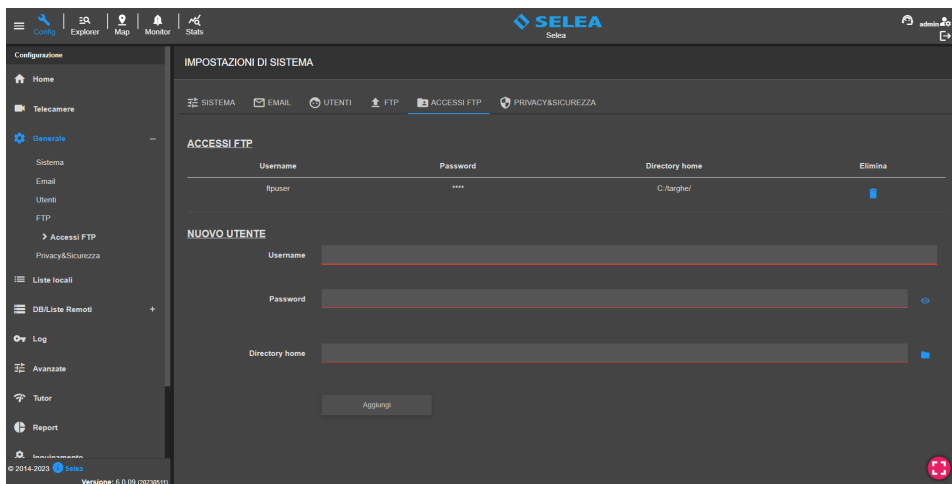 Config
Explorer
Map
Monitor
Stats
SELEA
Selea
admin
Configurazione
Home
Telecamere
Generale
Sistema
Email
Utenti
FTP
Accessi FTP
Privacy&Sicurezza
Liste locali
DB/Liste Remoti
Log
Avanzate
Tutor
Report
Inquinamento
© 2014-2023 Selea
Versione: 6.0.09 (20230511)
IMPOSTAZIONI DI SISTEMA
SISTEMA EMAIL UTENTI FTP ACCESSI FTP PRIVACY&SICUREZZA
ACCESSI FTP
Username Password Directory home Elimina
ftpuser **** C:/targhe/
NUOVO UTENTE
Username
Password
Directory home
Aggiungi